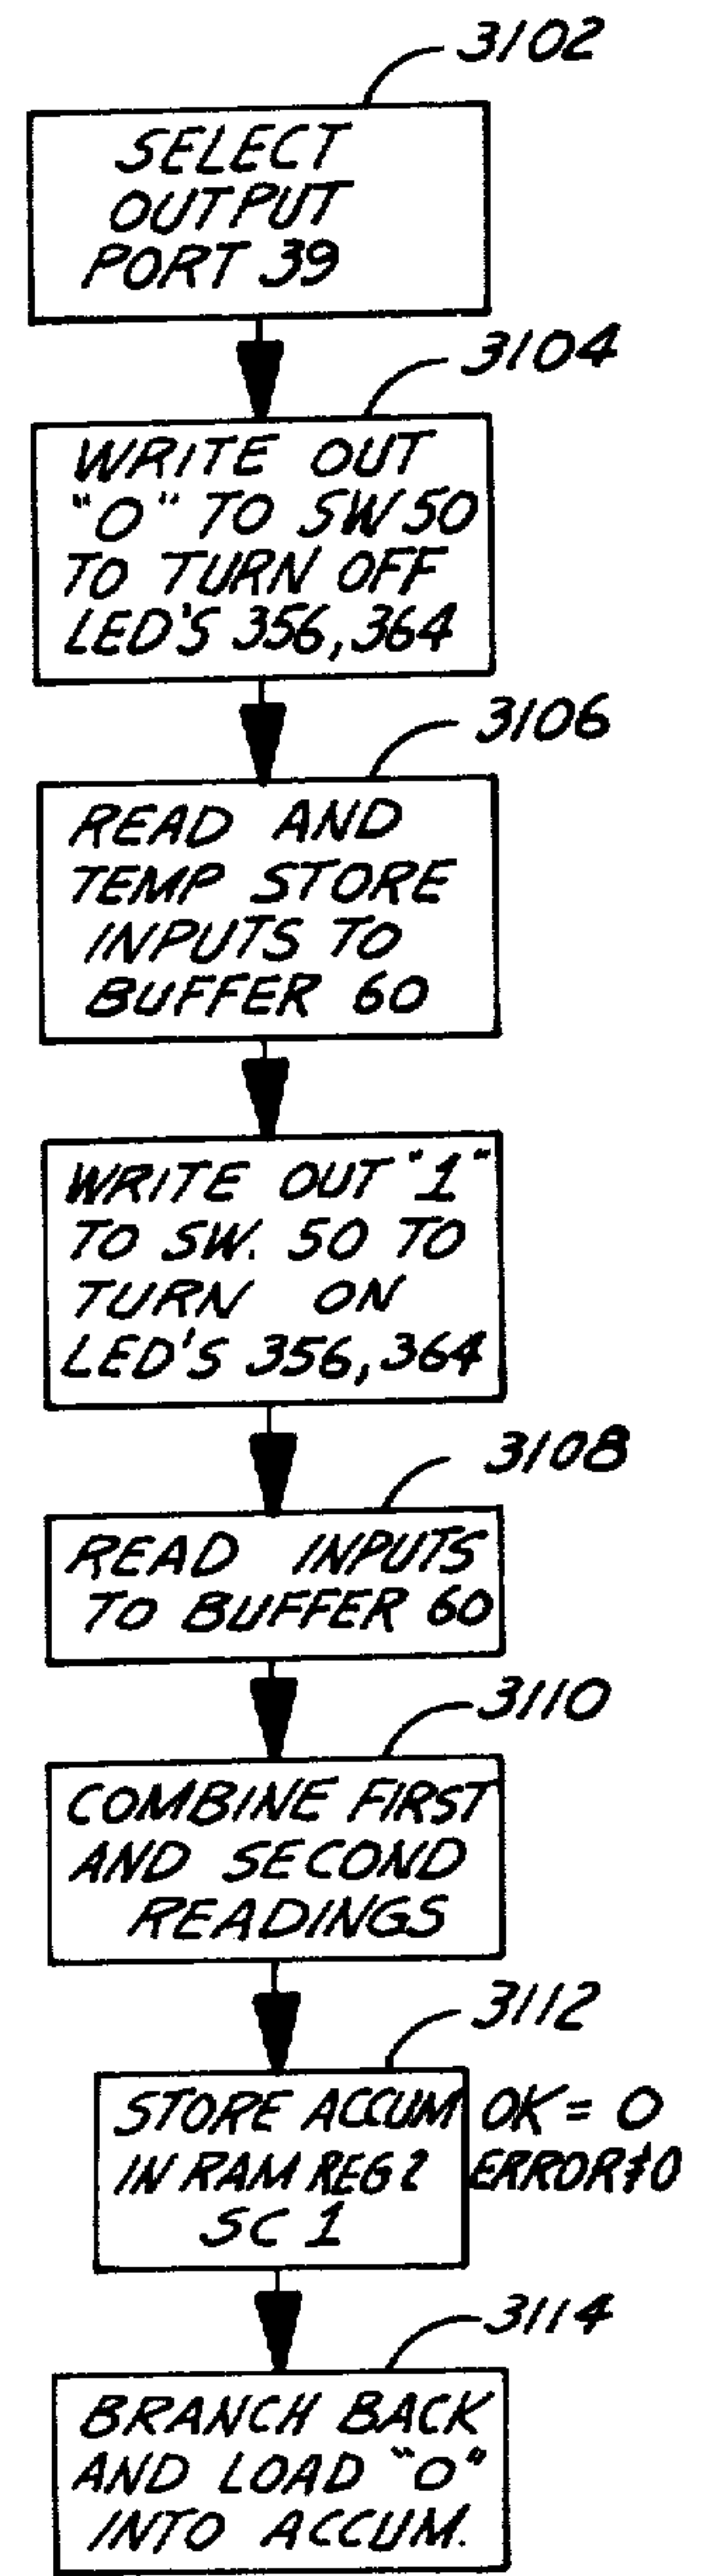 3102
SELECT
OUTPUT
PORT 39
3104
WRITE OUT
"O" TO SW 50
TO TURN OFF
LED'S 356,364
3106
READ AND
TEMP STORE
INPUTS TO
BUFFER 60
WRITE OUT "1"
TO SW. 50 TO
TURN ON
LED'S 356,364
3108
READ INPUTS
TO BUFFER 60
3110
COMBINE FIRST
AND SECOND
READINGS
3112
STORE ACCUM OK = 0
IN RAM REG 2 ERROR≠0
SC 1
3114
BRANCH BACK
AND LOAD "0"
INTO ACCUM.